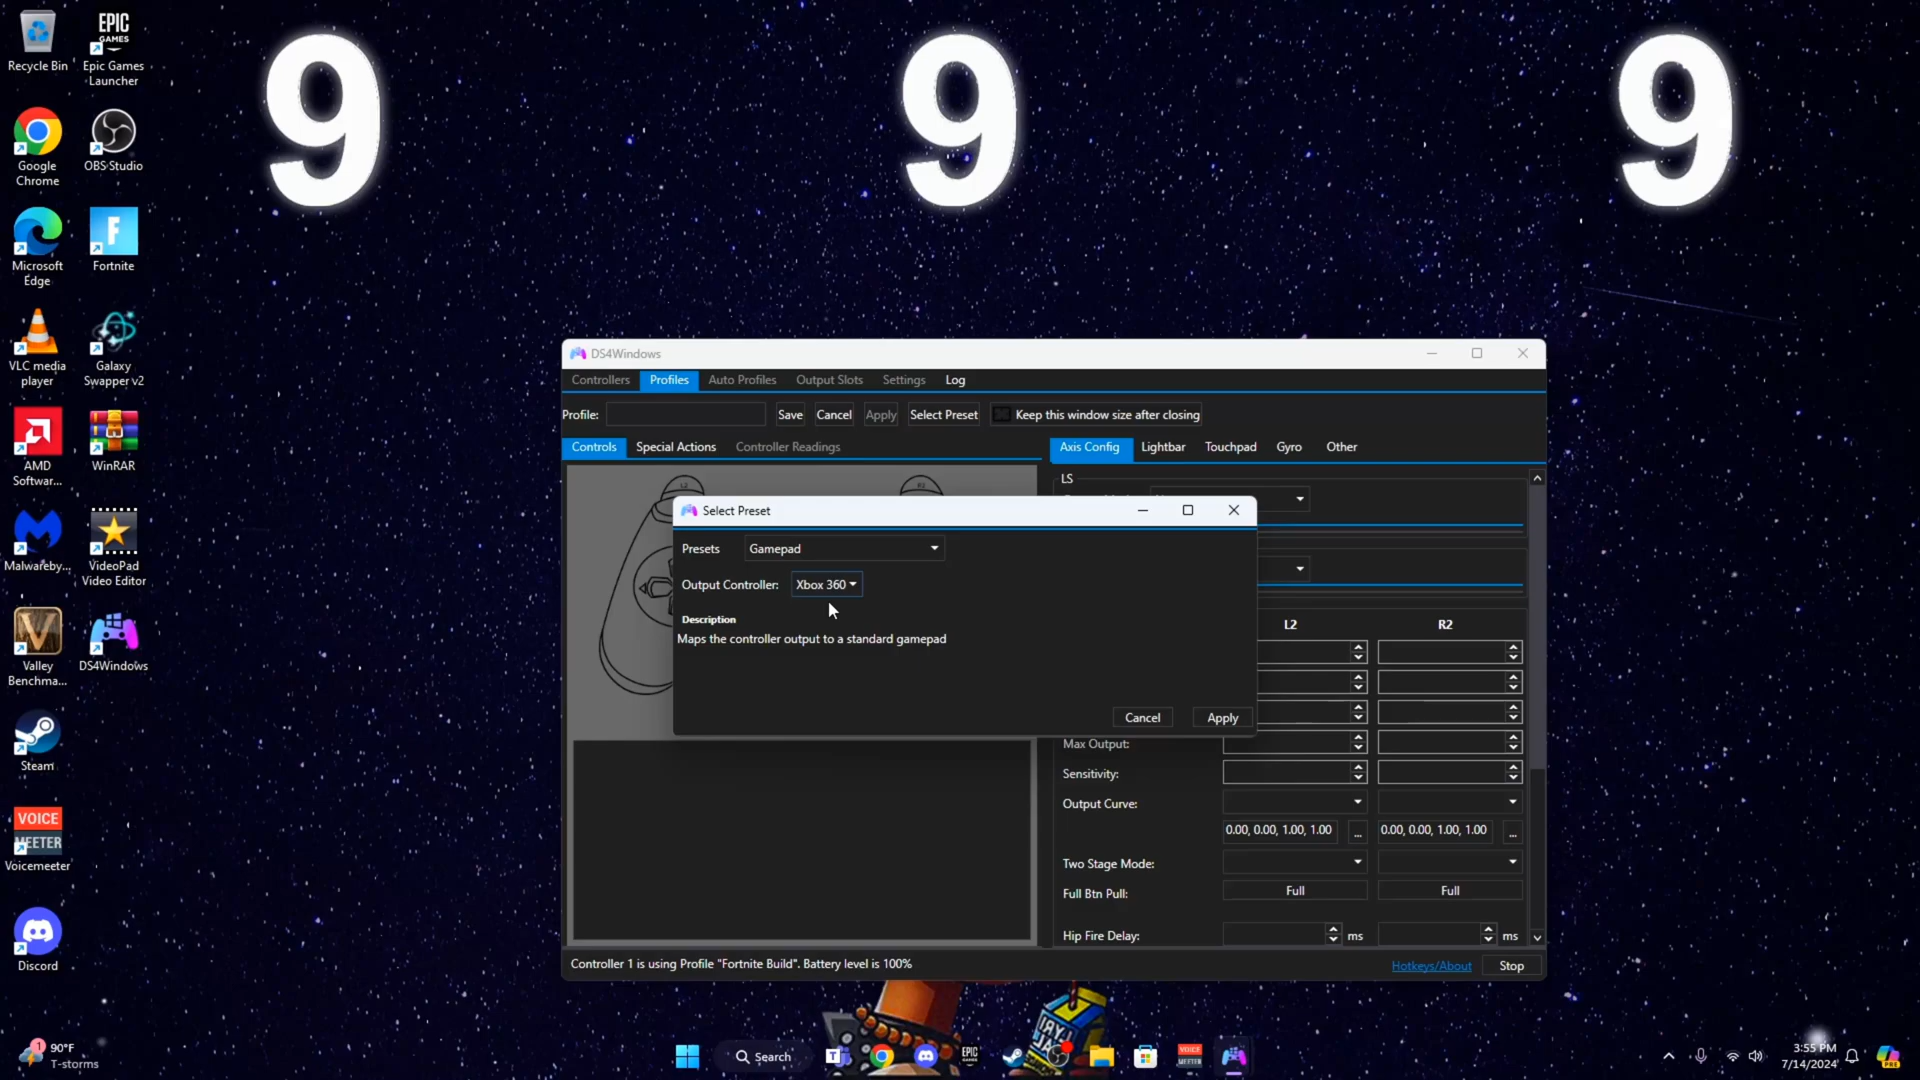 Recycle Bin
EPIC
GAMES
Epic Games
Launcher
9
9
9
Google
Chrome
OBS Studio
Microsoft
Edge
F
Fortnite
VLC media
player
Galaxy
Swapper v2
AMD
Softwar...
WinRAR
Malwareby...
VideoPad
Video Editor
Valley
Benchma...
DS4Windows
Steam
VOICE
MEETER
Voicemeeter
Discord
DS4Windows
Controllers
Profiles
Auto Profiles
Output Slots
Settings
Log
Profile:
Save
Cancel
Apply
Select Preset
Keep this window size after closing
Controls
Special Actions
Controller Readings
Axis Config
Lightbar
Touchpad
Gyro
Other
L2
R2
LS
Select Preset
Presets
Gamepad
Output Controller:
Xbox 360
Description
Maps the controller output to a standard gamepad
Cancel
Apply
L2
R2
Max Output:
Sensitivity:
Output Curve:
0.00, 0.00, 1.00, 1.00
...
0.00, 0.00, 1.00, 1.00
...
Two Stage Mode:
Full Btn Pull:
Full
Full
Hip Fire Delay:
ms
ms
Controller 1 is using Profile "Fortnite Build". Battery level is 100%
Hotkeys/About
Stop
1
90°F
T-storms
Search
EPIC
VOICE
MEETER
3:55 PM
7/14/2024
PRE